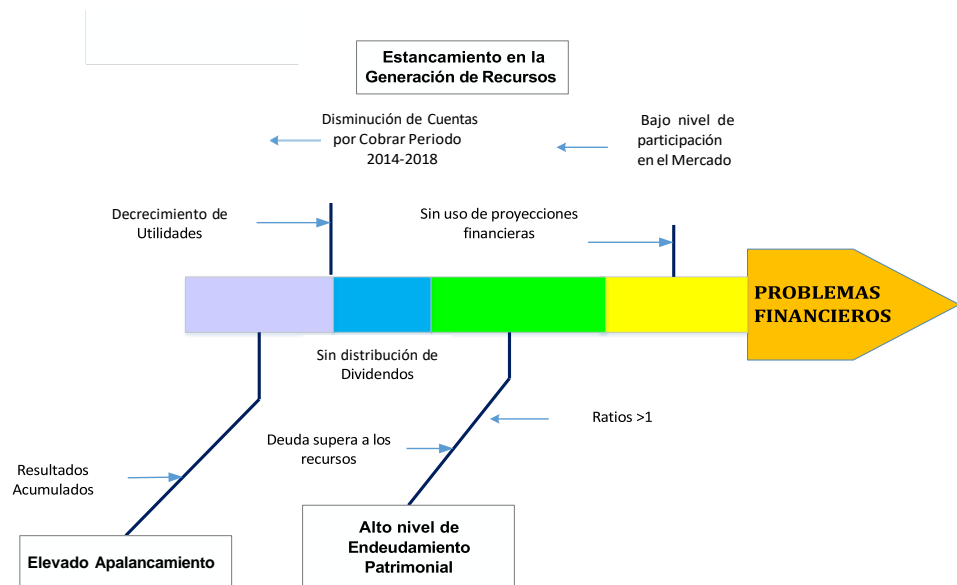 Estancamiento en la
Generación de Recursos
Disminución de Cuentas
por Cobrar Periodo
2014-2018
Bajo nivel de
participación
en el Mercado
Decrecimiento de
Utilidades
Sin uso de proyecciones
financieras
PROBLEMAS
FINANCIEROS
Sin distribución de
Dividendos
Ratios >1
Deuda supera a los
recursos
Resultados
Acumulados
Elevado Apalancamiento
Alto nivel de
Endeudamiento
Patrimonial